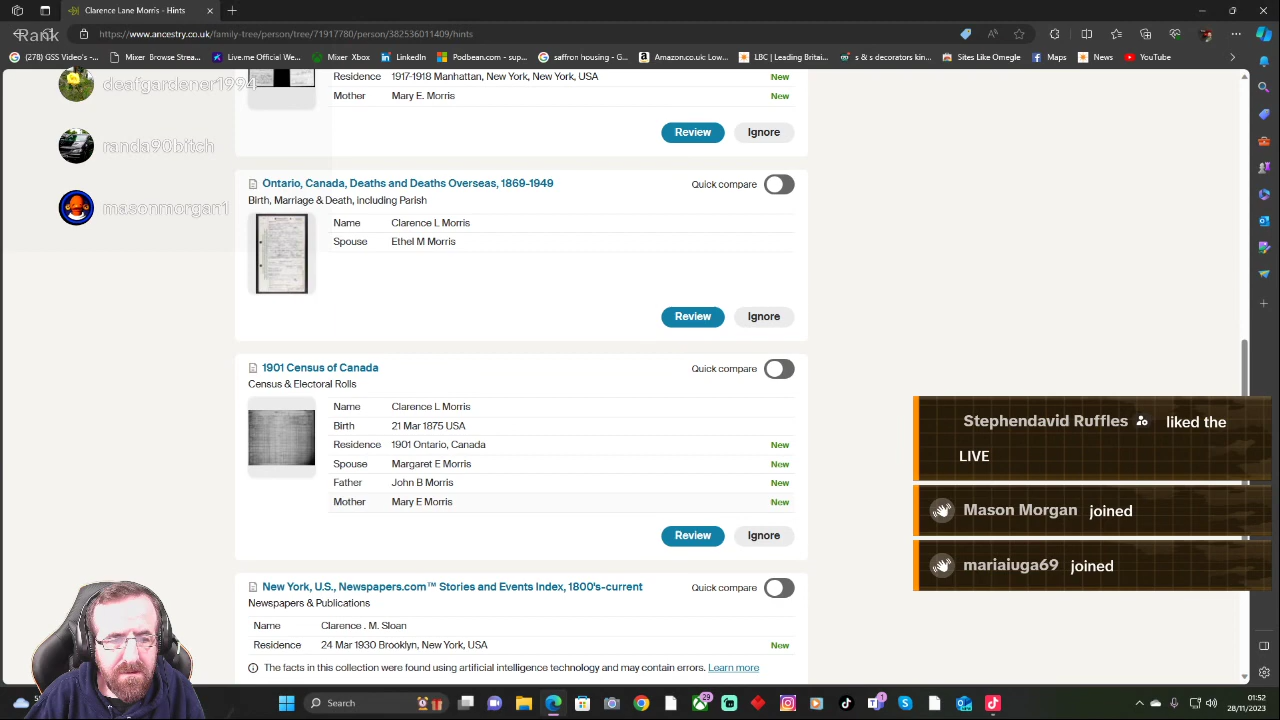 Clarence Lane Morris - Hints
Rank
https://www.ancestry.co.uk/family-tree/person/tree/71917780/person/382536011409/hints
(278) GSS Video's -...
Mixer Browse Strea...
Live.me Official We...
Mixer Xbox
LinkedIn
Podbean.com - sup...
saffron housing - G...
Amazon.co.uk: Low...
LBC | Leading Britai...
s & s decorators kin...
Sites Like Omegle
Maps
News
YouTube
deafgardener1994
randa90bitch
masonmorgan1
Residence 1917-1918 Manhattan, New York, New York, USA New
Mother Mary E. Morris New
Review Ignore
Ontario, Canada, Deaths and Deaths Overseas, 1869-1949 Quick compare
Birth, Marriage & Death, including Parish
Name Clarence L Morris
Spouse Ethel M Morris
Review Ignore
1901 Census of Canada Quick compare
Census & Electoral Rolls
Name Clarence L Morris
Birth 21 Mar 1875 USA
Residence 1901 Ontario, Canada New
Spouse Margaret E Morris New
Father John B Morris New
Mother Mary E Morris New
Review Ignore
New York, U.S., Newspapers.com™ Stories and Events Index, 1800's-current Quick compare
Newspapers & Publications
Name Clarence . M. Sloan
Residence 24 Mar 1930 Brooklyn, New York, USA New
The facts in this collection were found using artificial intelligence technology and may contain errors. Learn more
Stephendavid Ruffles liked the
LIVE
Mason Morgan joined
mariaiuga69 joined
5°
Search
29
1
01:52
28/11/2023